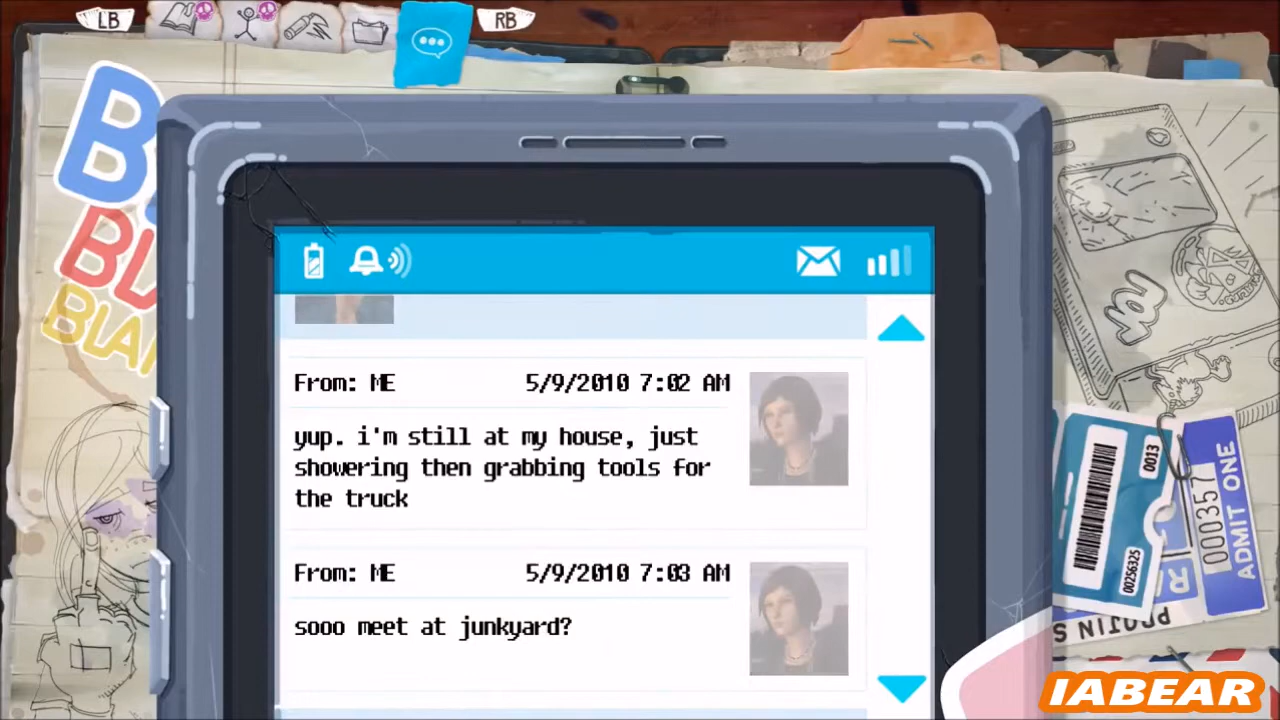 LB
RB
From: ME
5/9/2010 7:02 AM
yup. i'm still at my house, just
showering then grabbing tools for
the truck
From: ME
5/9/2010 7:03 AM
sooo meet at junkyard?
0013
00256325
000357
ADMIT ONE
IABEAR